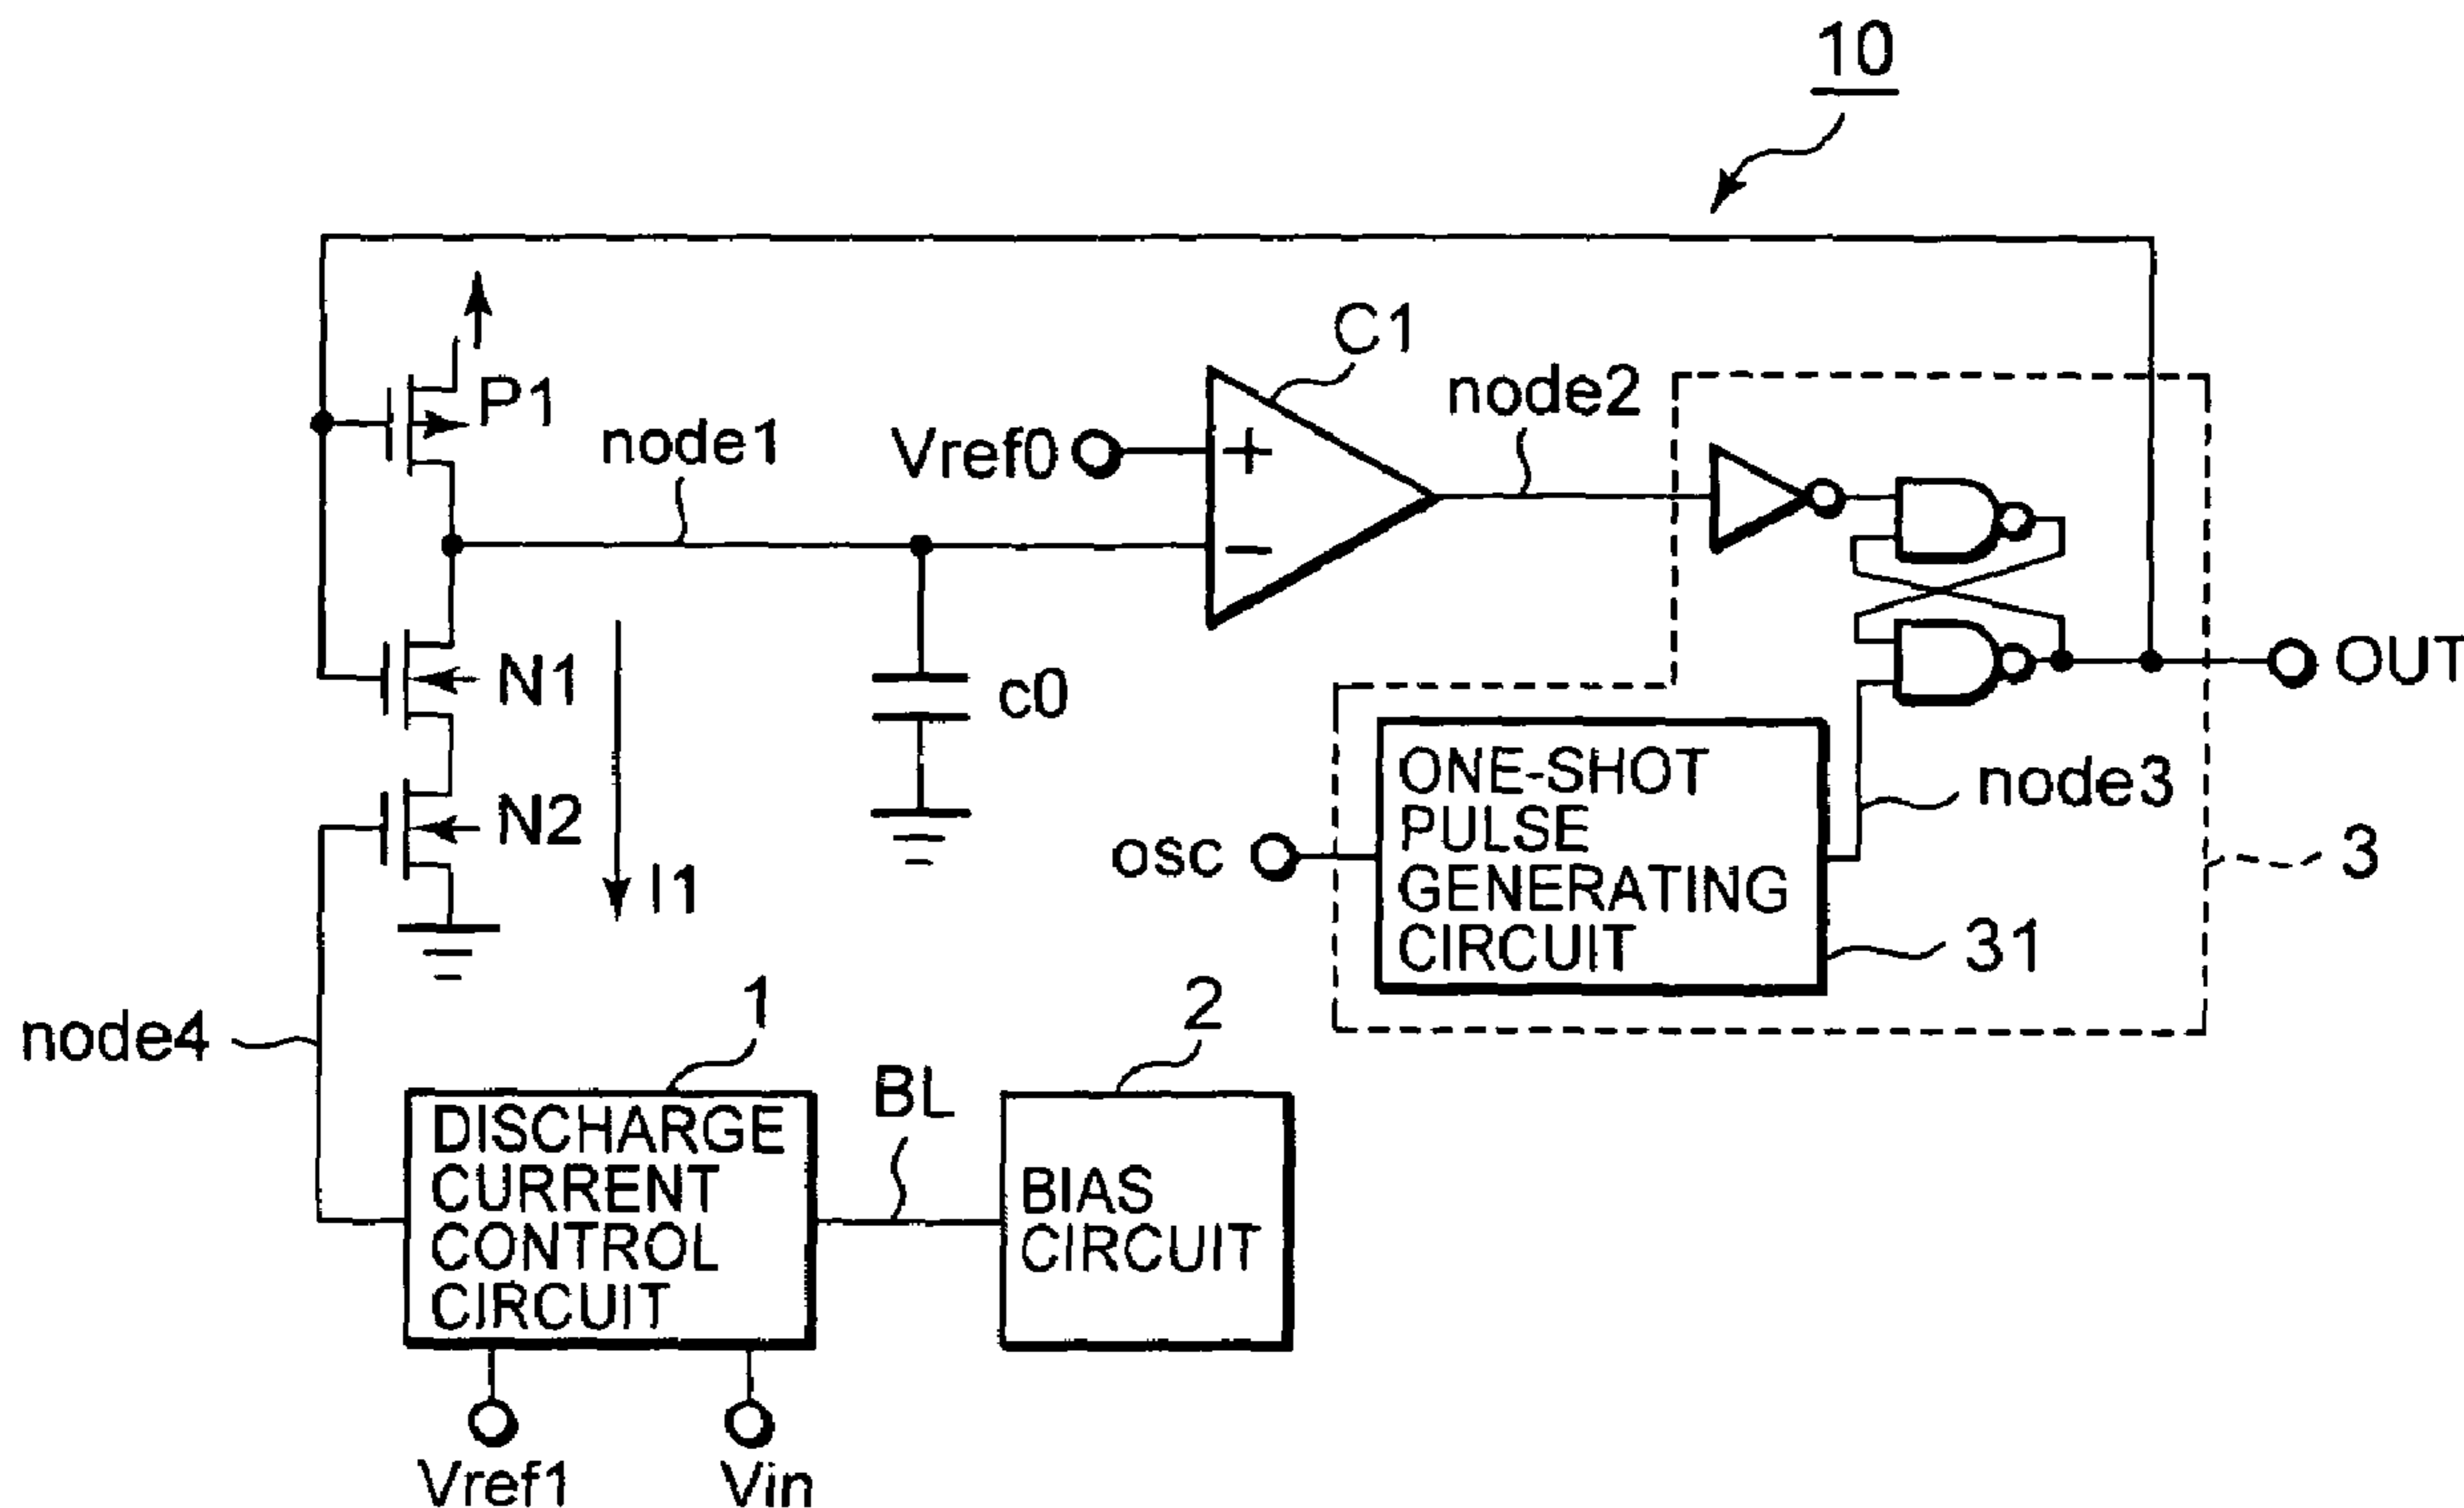 10
P1
node1
Vref0
+
−
C1
node2
N1
c0
OUT
N2
I1
osc
ONE-SHOT
PULSE
GENERATING
CIRCUIT
node3
3
31
node4
1
BL
2
DISCHARGE
CURRENT
CONTROL
CIRCUIT
BIAS
CIRCUIT
Vref1
Vin